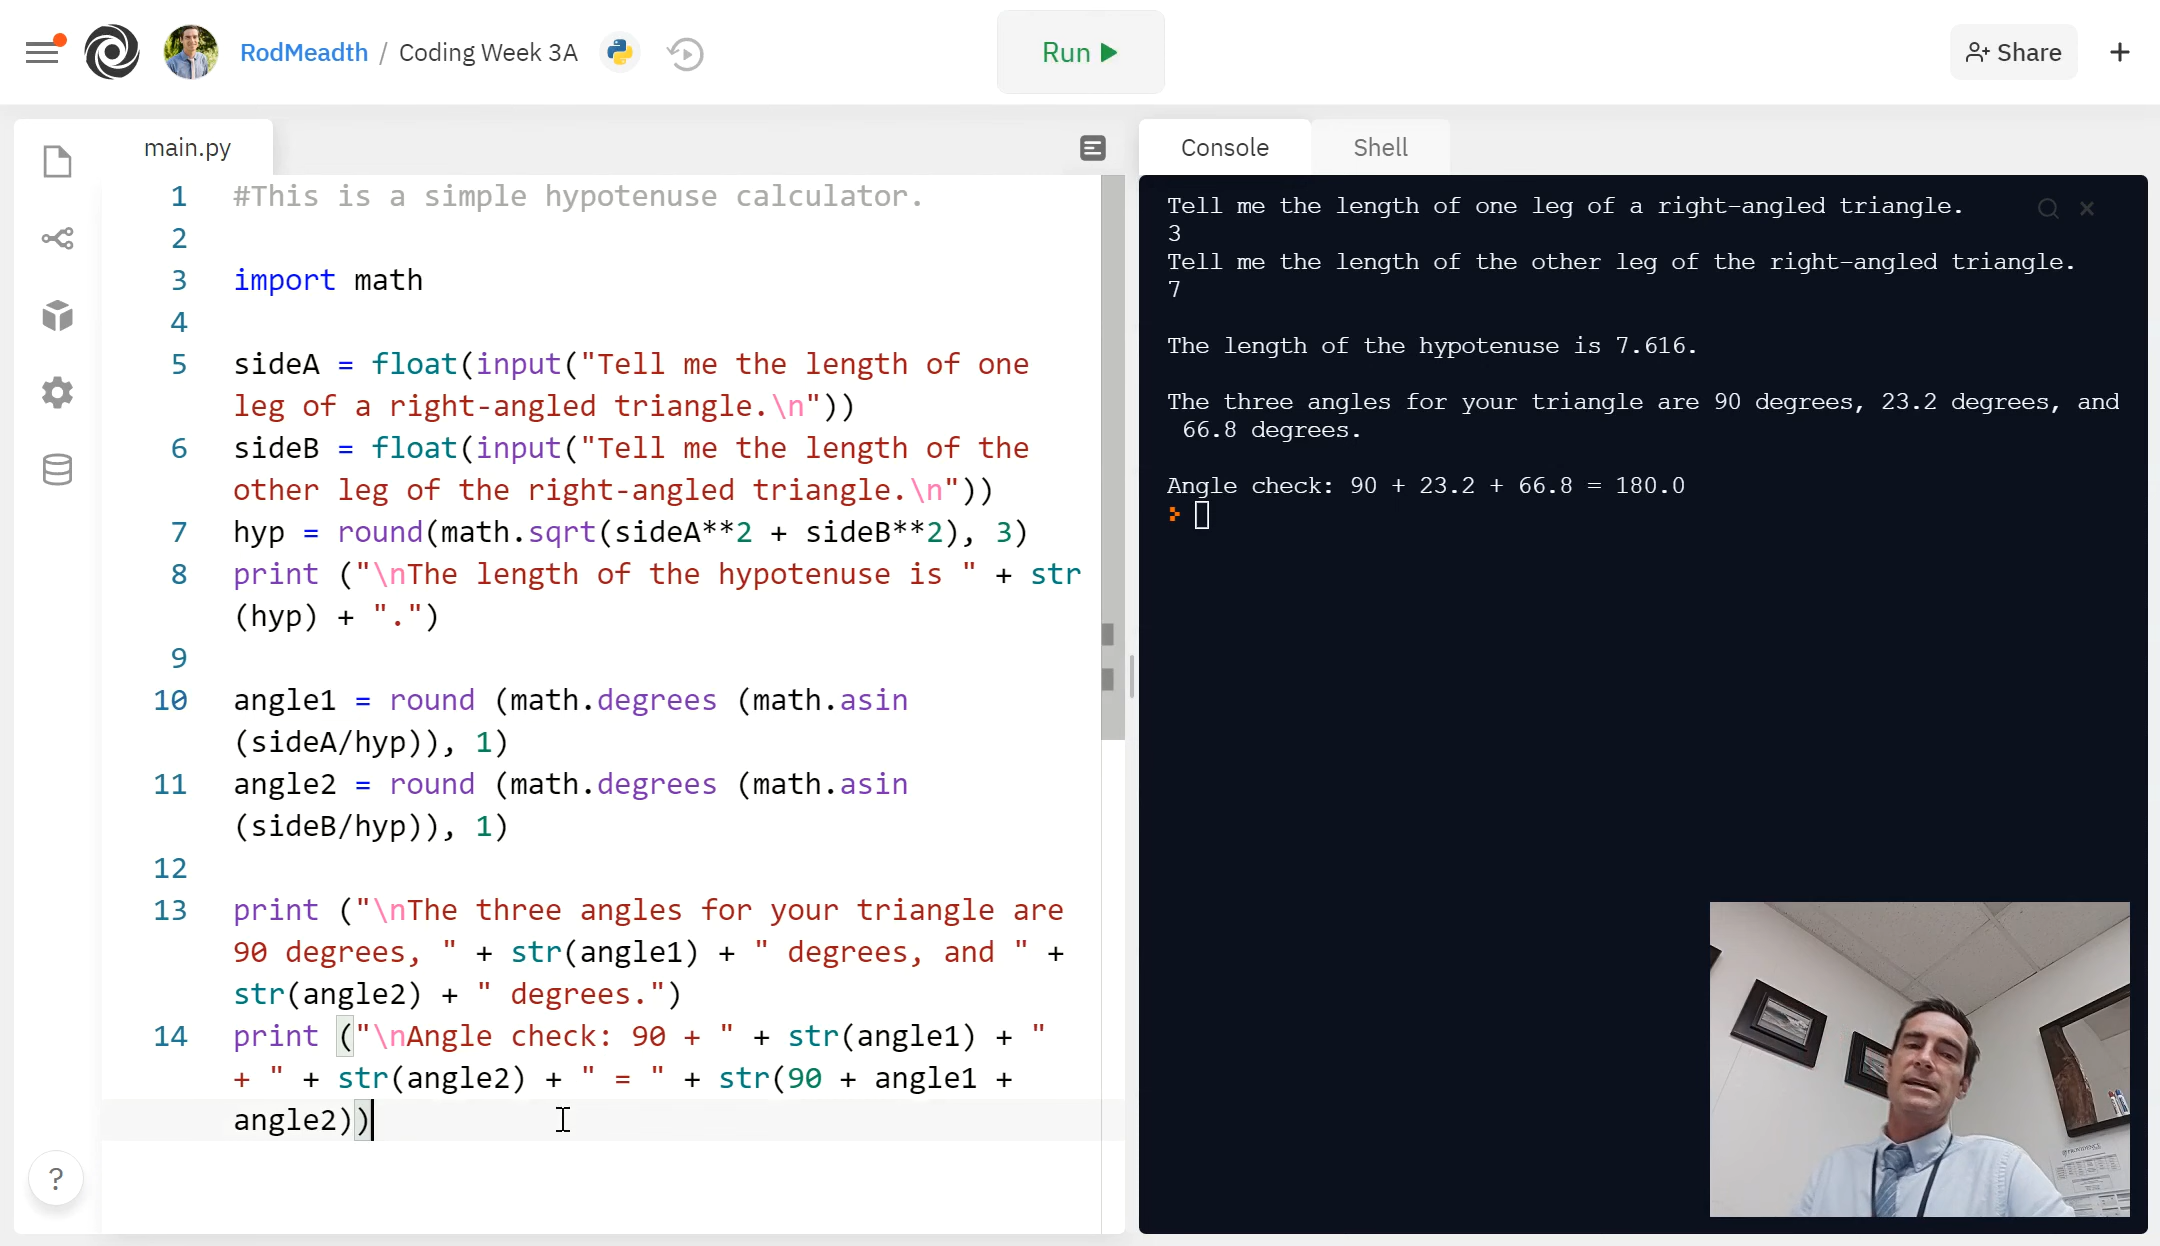 RodMeadth / Coding Week 3A
Run
Share
main.py
Console
Shell
1 #This is a simple hypotenuse calculator.
2
3 import math
4
5 sideA = float(input("Tell me the length of one
leg of a right-angled triangle.\n"))
6 sideB = float(input("Tell me the length of the
other leg of the right-angled triangle.\n"))
7 hyp = round(math.sqrt(sideA**2 + sideB**2), 3)
8 print ("\nThe length of the hypotenuse is " + str
(hyp) + ".")
9
10 angle1 = round (math.degrees (math.asin
(sideA/hyp)), 1)
11 angle2 = round (math.degrees (math.asin
(sideB/hyp)), 1)
12
13 print ("\nThe three angles for your triangle are
90 degrees, " + str(angle1) + " degrees, and " +
str(angle2) + " degrees.")
14 print ("\nAngle check: 90 + " + str(angle1) + "
+ " + str(angle2) + " = " + str(90 + angle1 +
angle2))
?
Tell me the length of one leg of a right-angled triangle.
3
Tell me the length of the other leg of the right-angled triangle.
7
The length of the hypotenuse is 7.616.
The three angles for your triangle are 90 degrees, 23.2 degrees, and
66.8 degrees.
Angle check: 90 + 23.2 + 66.8 = 180.0
PROVIDENCE